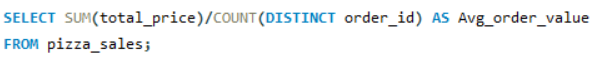 SELECT SUM(total_price)/COUNT(DISTINCT order_id) AS Avg_order_value
FROM pizza_sales;